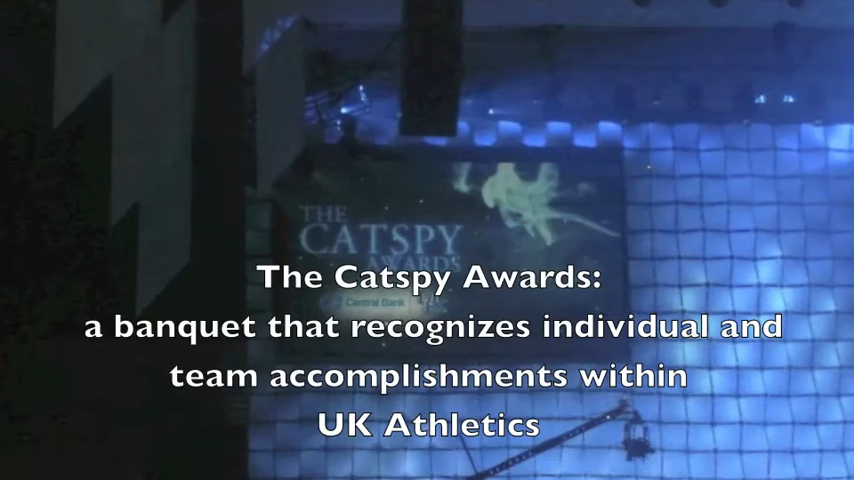 THE
CATSPY
AWARDS
The Catspy Awards:
Central Bank
a banquet that recognizes individual and
team accomplishments within
UK Athletics